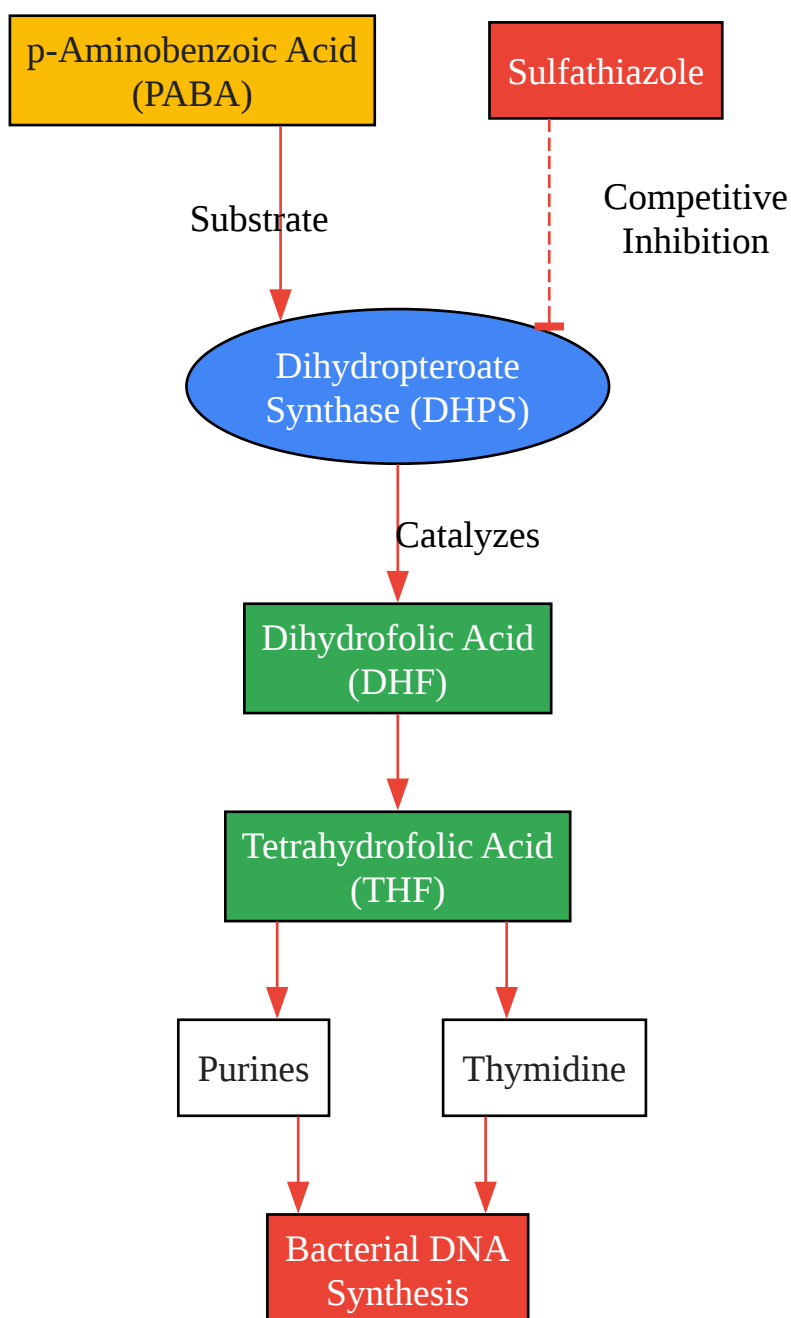 p-Aminobenzoic Acid
(PABA)
Sulfathiazole
Substrate
Competitive
Inhibition
Dihydropteroate
Synthase (DHPS)
Catalyzes
Dihydrofolic Acid
(DHF)
Tetrahydrofolic Acid
(THF)
Purines
Thymidine
Bacterial DNA
Synthesis